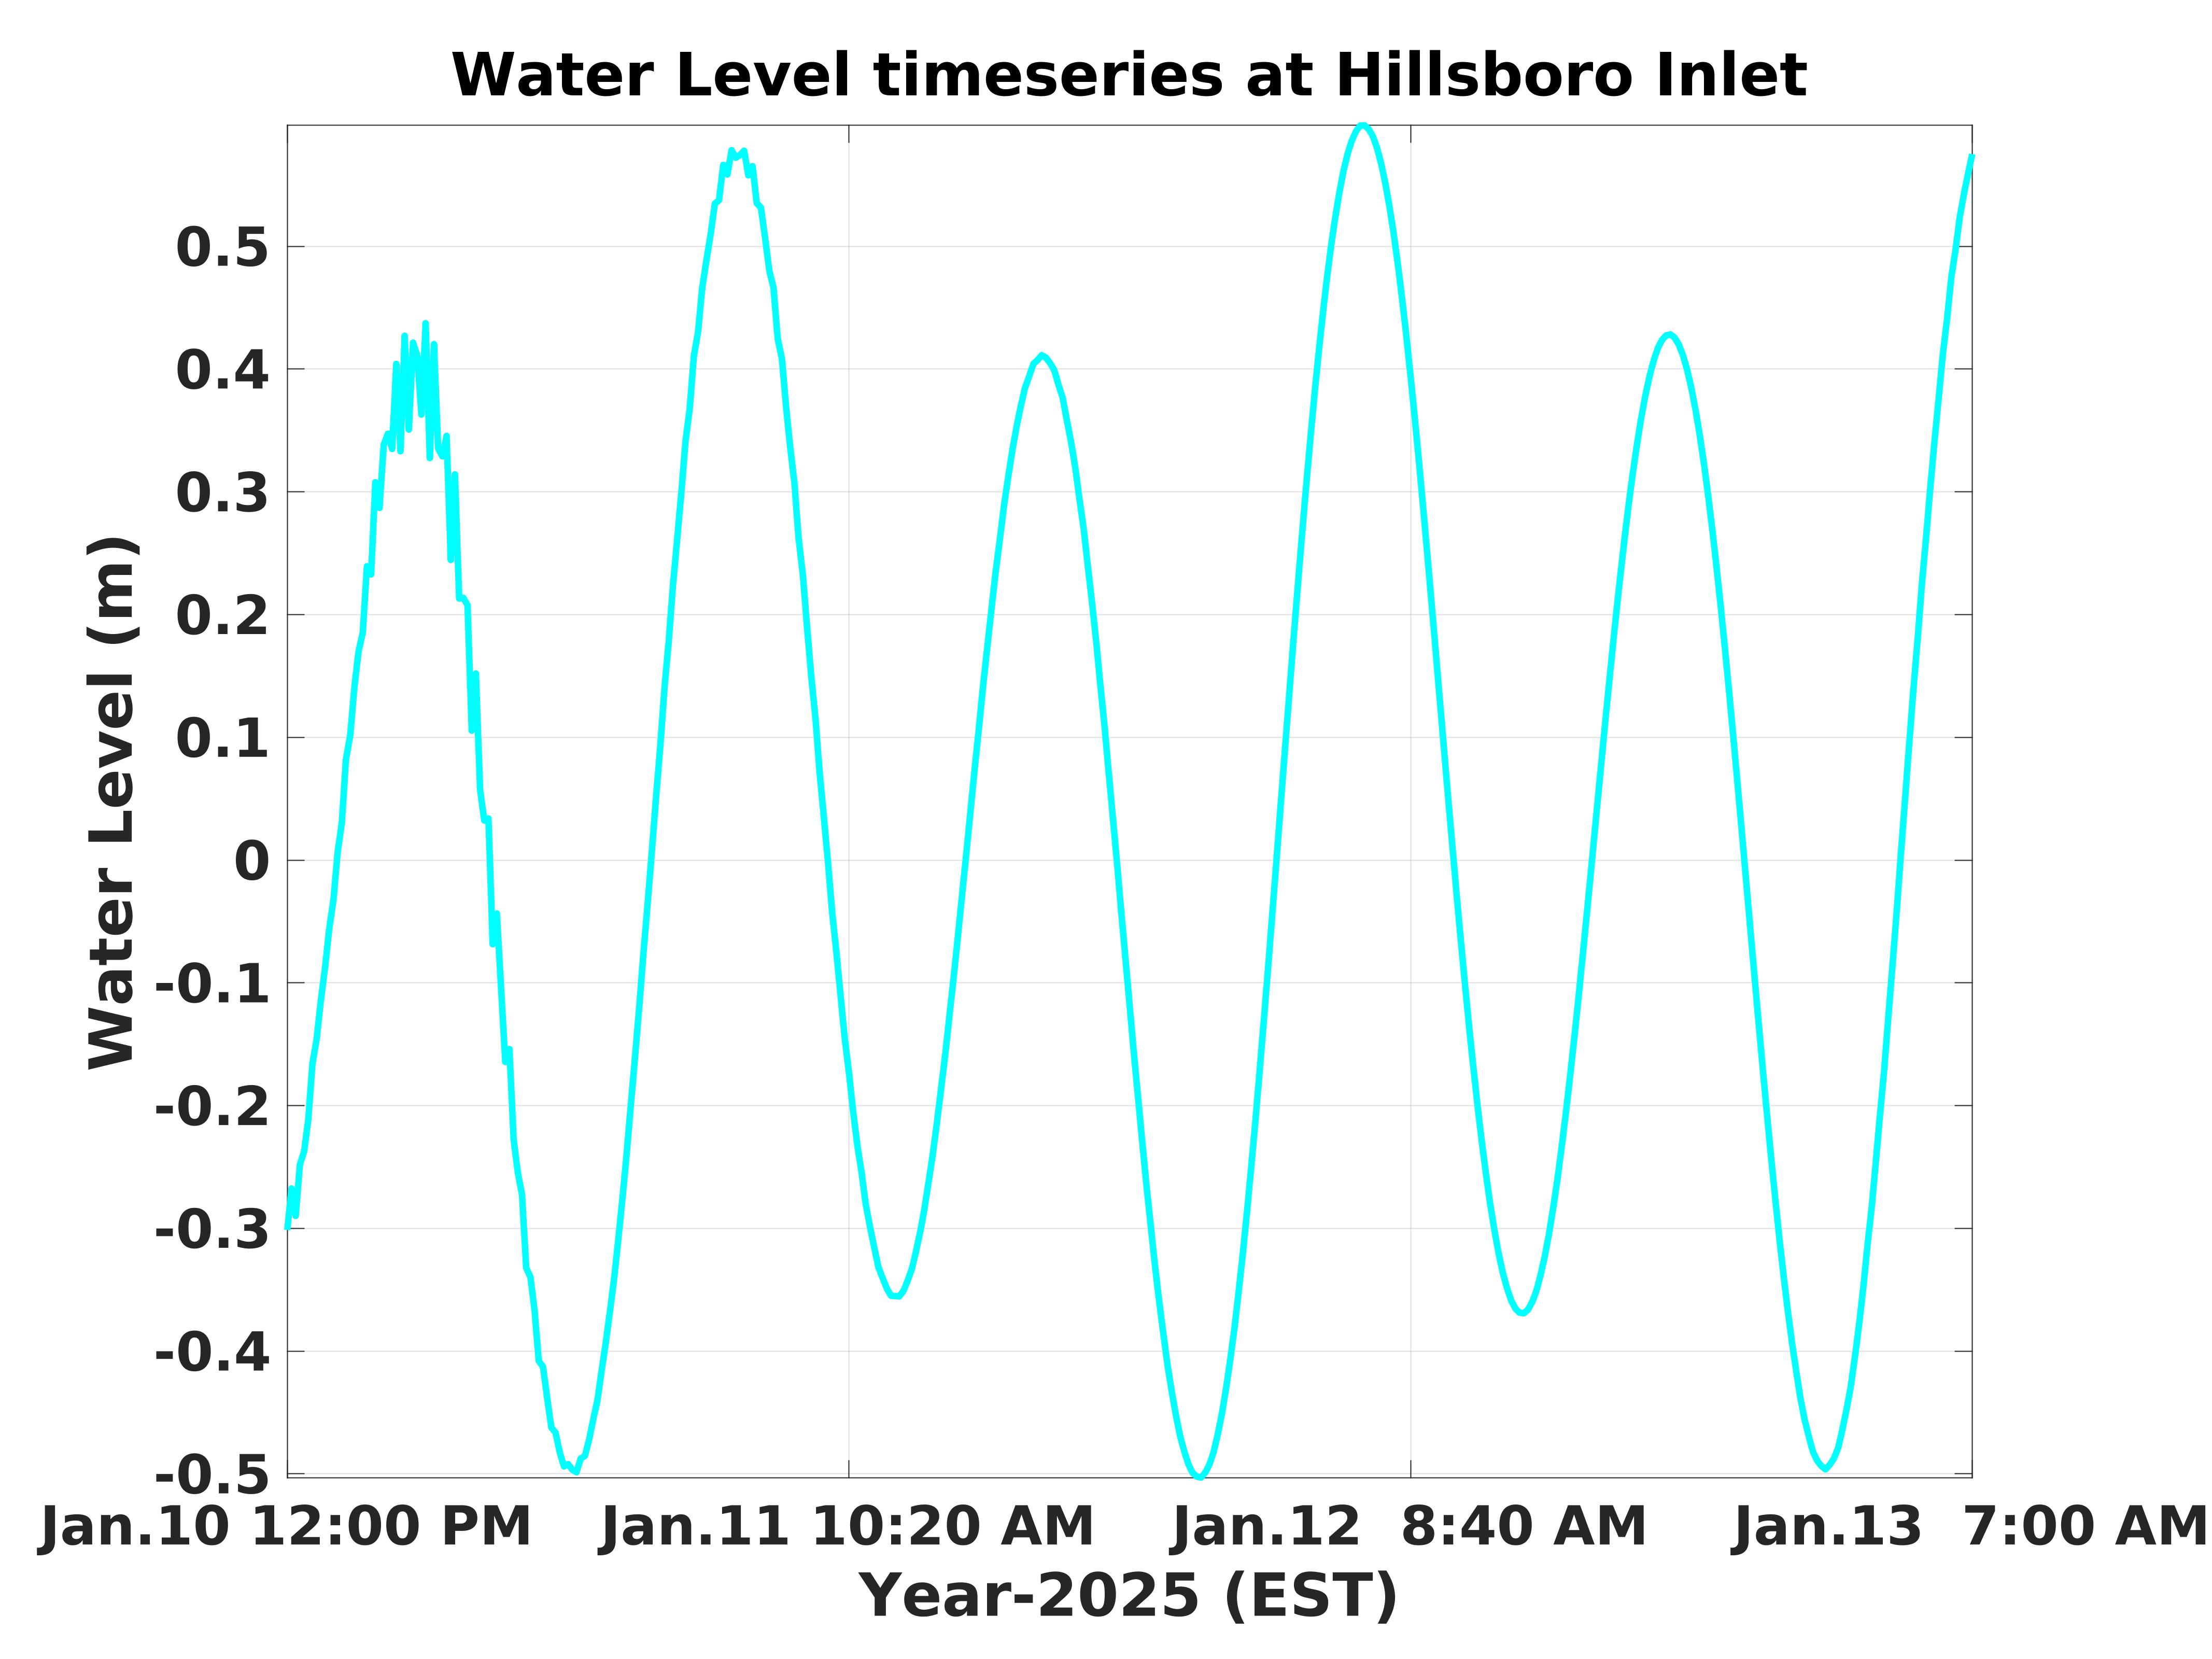 Water Level timeseries at Hillsboro Inlet
Water Level (m)
0.5
0.4
0.3
0.2
0.1
0
-0.1
-0.2
-0.3
-0.4
-0.5
Jan.10 12:00 PM Jan.11 10:20 AM Jan.12 8:40 AM Jan.13 7:00 AM
Year-2025 (EST)